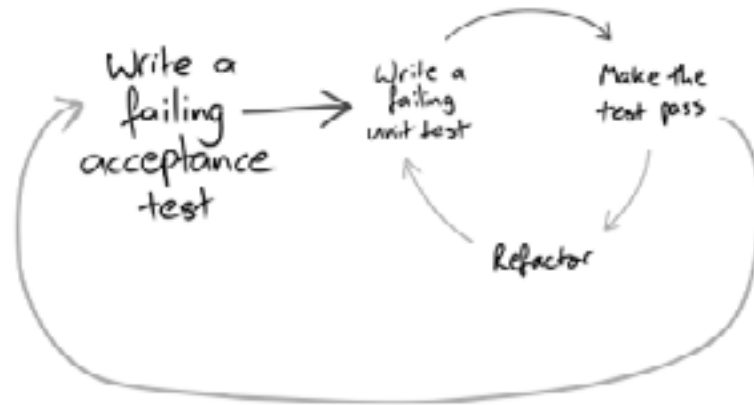 Write a
failing
acceptance
test
Write a
failing
unit test
Make the
test pass
Refactor